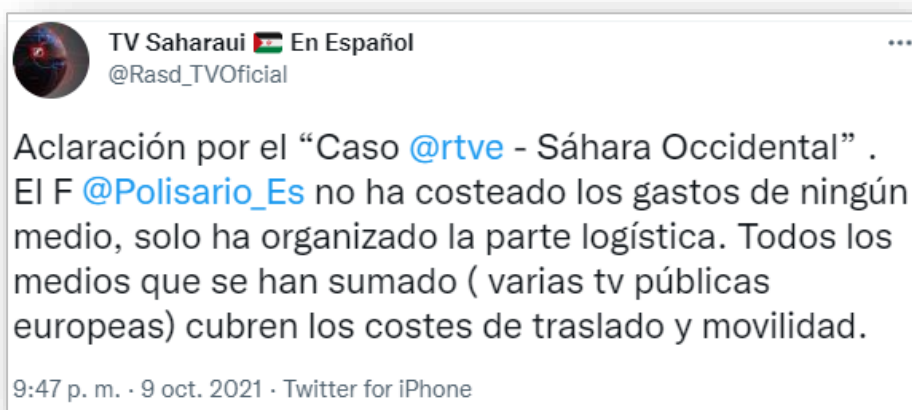 TV Saharaui 🇪🇭 En Español
@Rasd_TVOficial
Aclaración por el “Caso @rtve - Sáhara Occidental” .
El F @Polisario_Es no ha costeado los gastos de ningún
medio, solo ha organizado la parte logística. Todos los
medios que se han sumado ( varias tv públicas
europeas) cubren los costes de traslado y movilidad.
9:47 p. m. · 9 oct. 2021 · Twitter for iPhone